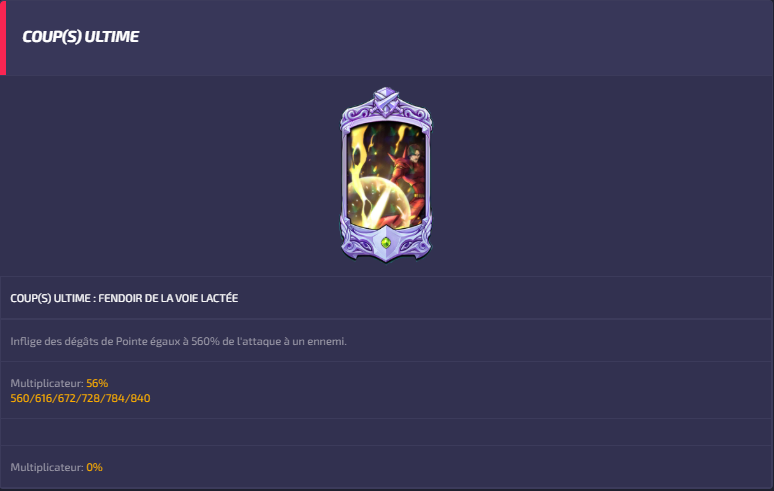 COUP(S) ULTIME
COUP(S) ULTIME : FENDOIR DE LA VOIE LACTÉE
Inflige des dégâts de Pointe égaux à 560% de l'attaque à un ennemi.
Multiplicateur: 56%
560/616/672/728/784/840
Multiplicateur: 0%